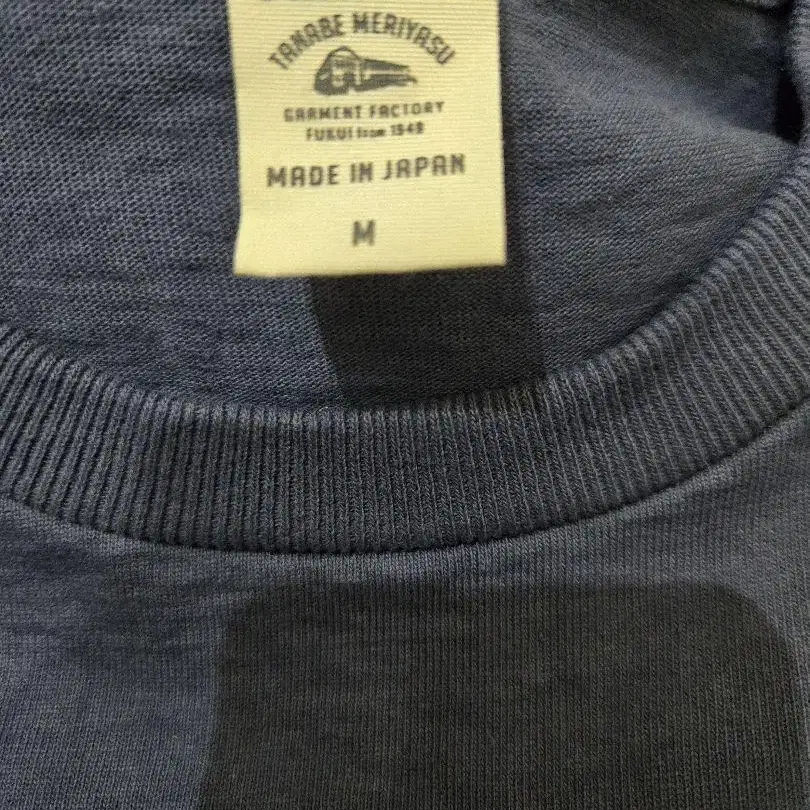 TANABE MERIYASU
GARMENT FACTORY
FUKUI from 1949
MADE IN JAPAN
M